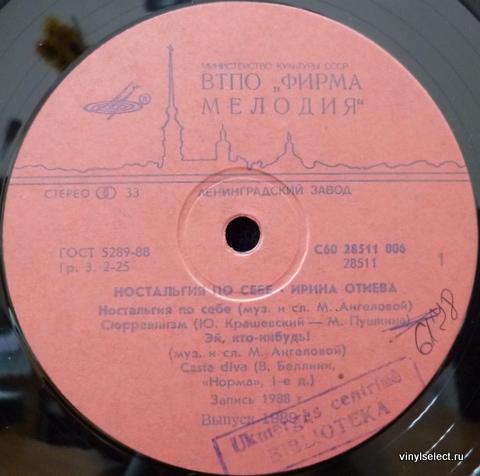 МИНИСТЕРСТВО КУЛЬТУРЫ СССР
ВТПО „ФИРМА
МЕЛОДИЯ“
СТЕРЕО 33 ЛЕНИНГРАДСКИЙ ЗАВОД
ГОСТ 5289-88 С60 28511 006
Гр. 3. 2-25 28511 1
НОСТАЛЬГИЯ ПО СЕБЕ • ИРИНА ОТИЕВА
Ностальгия по себе (муз. и сл. М. Ангеловой)
Сюрреализм (Ю. Крашевский — М. Пушкина)
Эй, кто-нибудь!
(муз. и сл. М. Ангеловой)
Casta diva (В. Беллини,
«Норма», 1-е д.)
Запись 1988 г.
Выпуск 1989 г.
Ukmergės centrinė
BIBLIOTEKA
vinylselect.ru